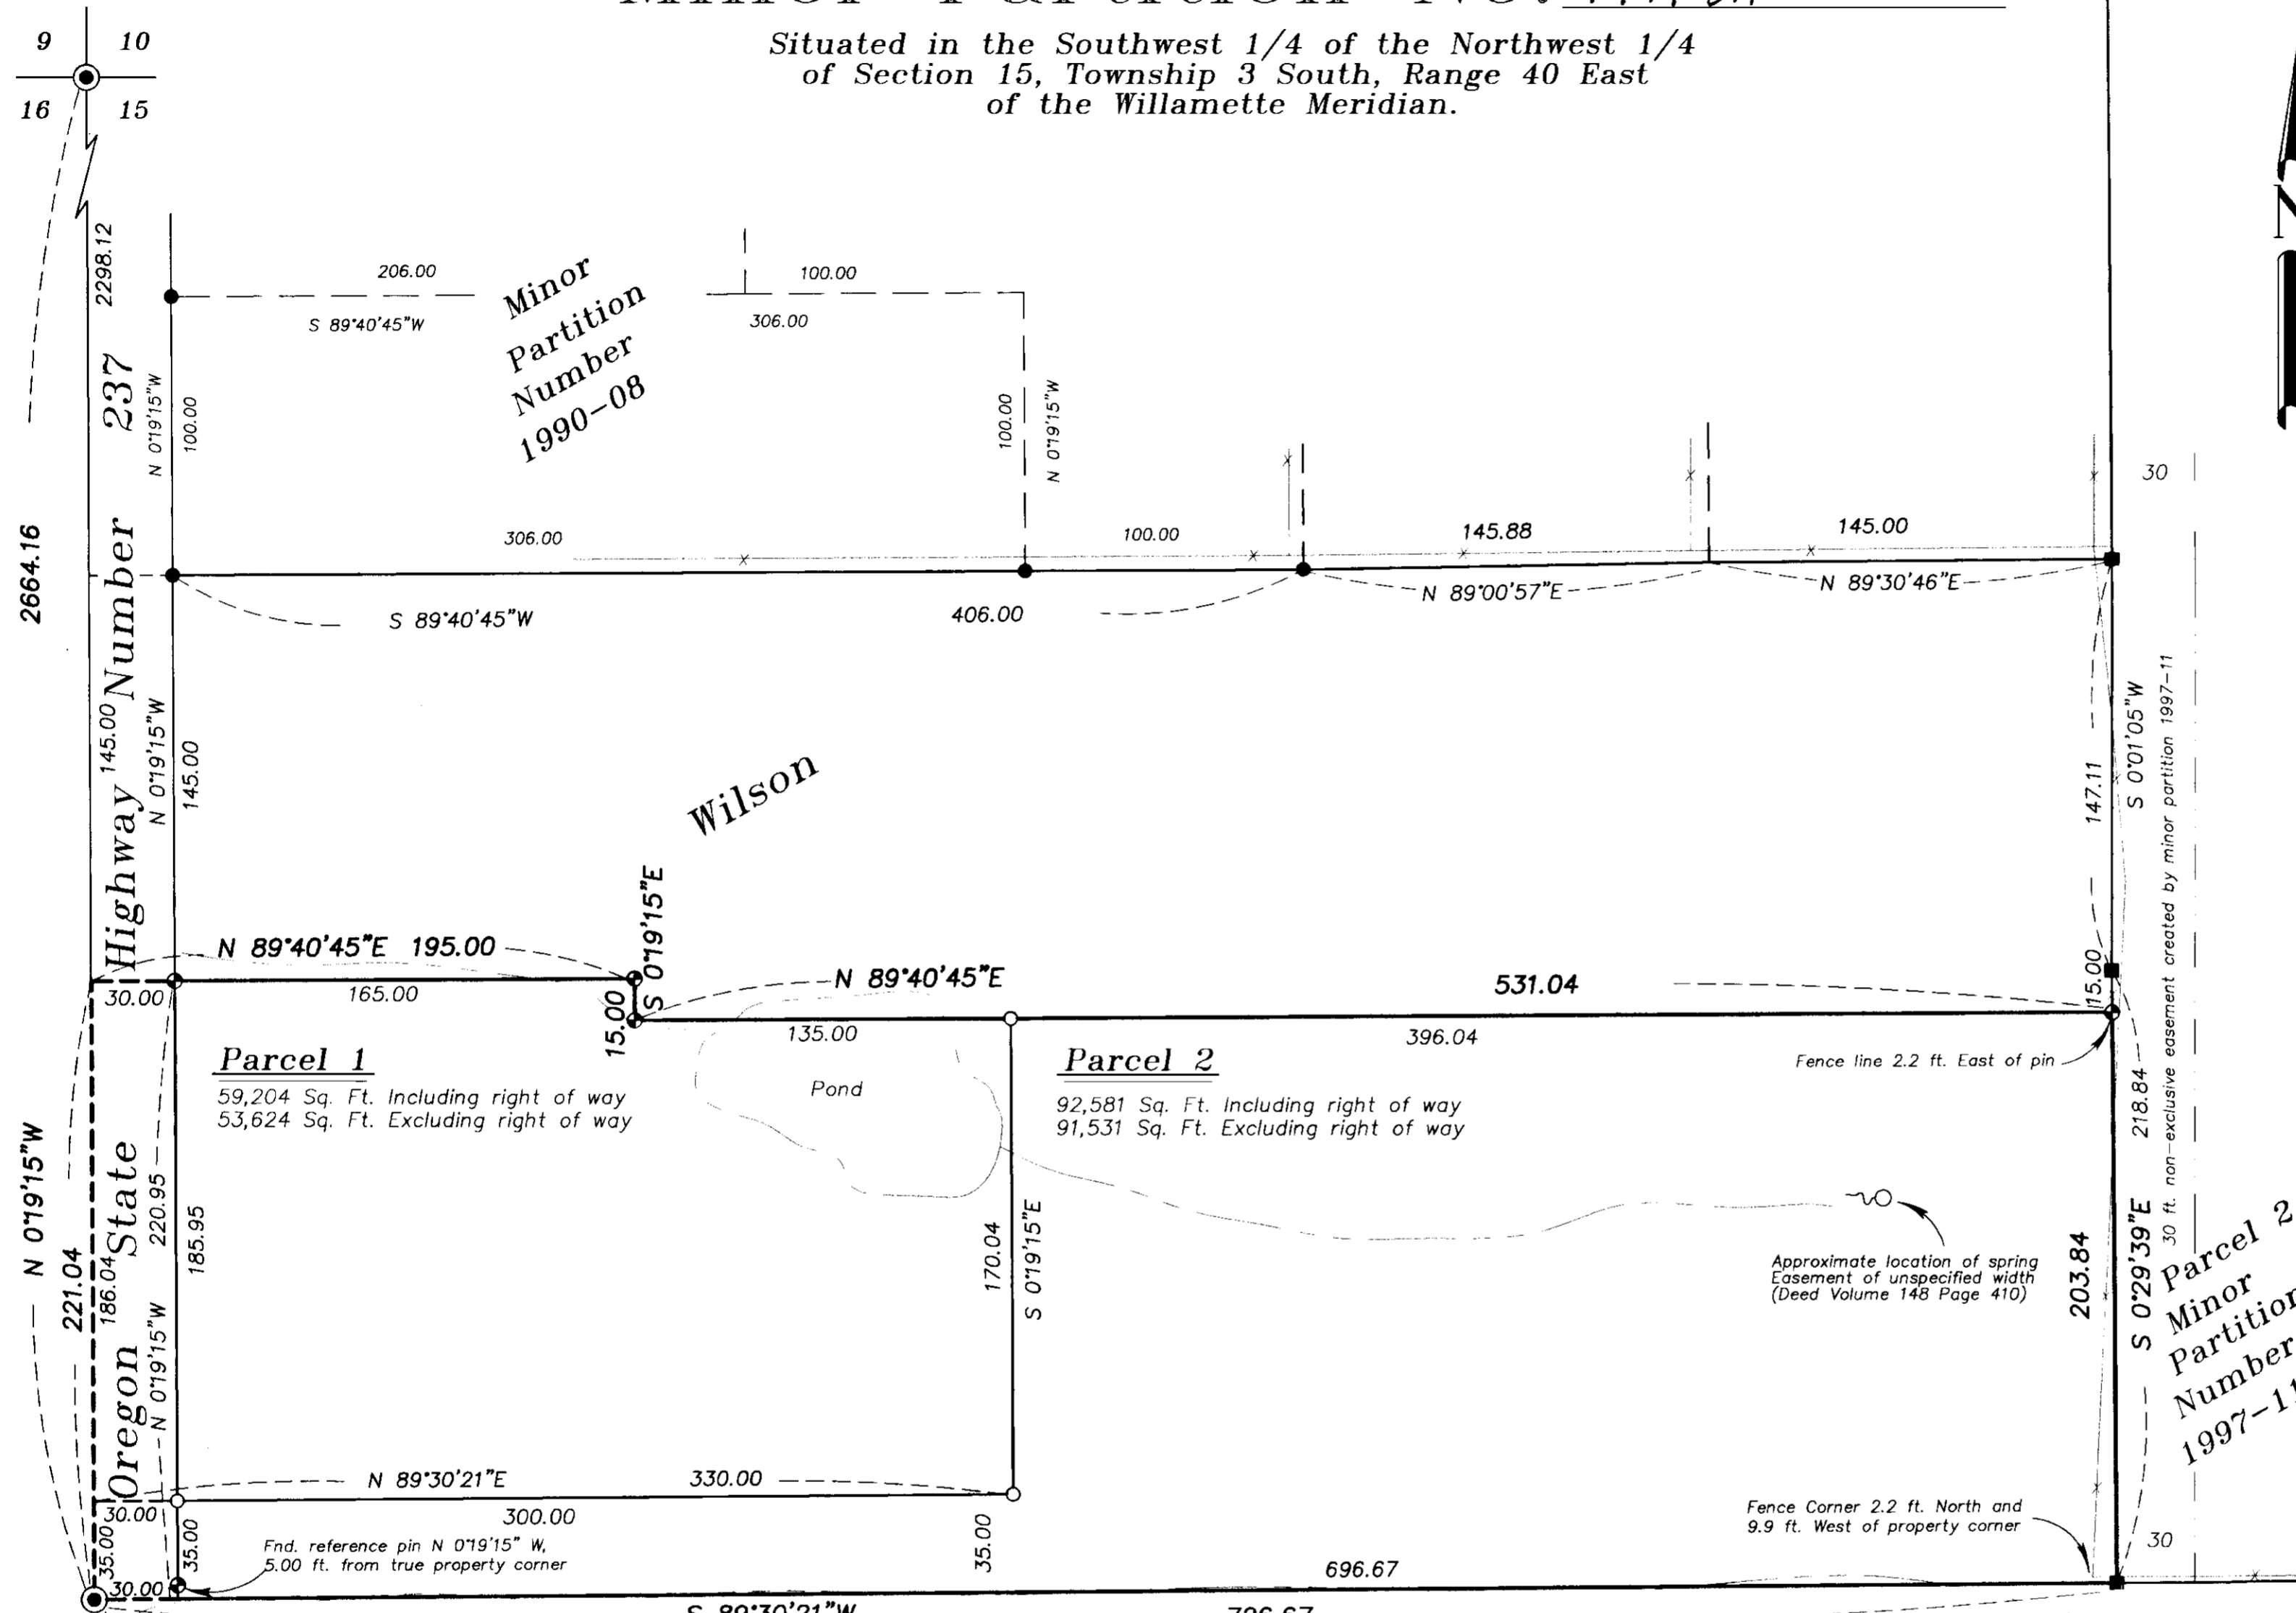 Situated in the Southwest 1/4 of the Northwest 1/4
of Section 15, Township 3 South, Range 40 East
of the Willamette Meridian.
9 10
16 15
2298.12
2664.16
206.00
100.00
S 89°40'45"W
306.00
Minor
Partition
Number
1990-08
N 0°19'15"W
100.00
100.00
N 0°19'15"W
30
306.00
100.00
145.88
145.00
S 89°40'45"W
406.00
N 89°00'57"E
N 89°30'46"E
Oregon State Highway Number 237
145.00
N 0°19'15"W
145.00
Wilson
147.11
S 0°01'05"W
30 ft. non-exclusive easement created by minor partition 1997-11
N 89°40'45"E 195.00
S 0°19'15"E
15.00
30.00
165.00
N 89°40'45"E
531.04
15.00
135.00
396.04
Parcel 1
59,204 Sq. Ft. Including right of way
53,624 Sq. Ft. Excluding right of way
Pond
Parcel 2
92,581 Sq. Ft. Including right of way
91,531 Sq. Ft. Excluding right of way
Fence line 2.2 ft. East of pin
218.84
N 0°19'15"W
221.04
186.04
220.95
N 0°19'15"W
185.95
170.04
S 0°19'15"E
Approximate location of spring
Easement of unspecified width
(Deed Volume 148 Page 410)
203.84
S 0°29'39"E
Parcel 2
Minor
Partition
Number
1997-11
N 89°30'21"E 330.00
30.00
300.00
35.00
35.00
35.00
Fnd. reference pin N 0°19'15" W,
5.00 ft. from true property corner
Fence Corner 2.2 ft. North and
9.9 ft. West of property corner
30
30.00
696.67
S 89°30'21"W
726.67